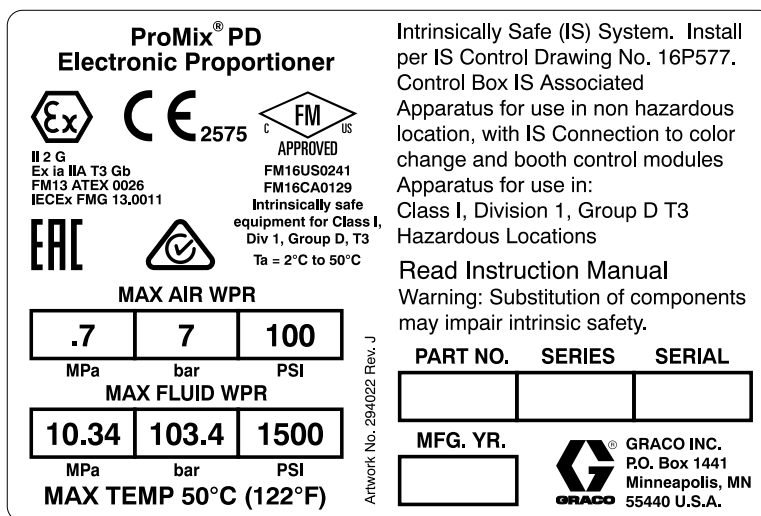 ProMix® PD
Electronic Proportioner
Ex
CE 2575
C FM US
APPROVED
II 2 G
Ex ia IIA T3 Gb
FM13 ATEX 0026
IECEx FMG 13.0011
FM16US0241
FM16CA0129
Intrinsically safe
equipment for Class I,
Div 1, Group D, T3
Ta = 2°C to 50°C
EAC
MAX AIR WPR
.7 7 100
MPa bar PSI
MAX FLUID WPR
10.34 103.4 1500
MPa bar PSI
MAX TEMP 50°C (122°F)
Artwork No. 294022 Rev. J
Intrinsically Safe (IS) System. Install
per IS Control Drawing No. 16P577.
Control Box IS Associated
Apparatus for use in non hazardous
location, with IS Connection to color
change and booth control modules
Apparatus for use in:
Class I, Division 1, Group D T3
Hazardous Locations
Read Instruction Manual
Warning: Substitution of components
may impair intrinsic safety.
PART NO. SERIES SERIAL
MFG. YR.
G®
GRACO
GRACO INC.
P.O. Box 1441
Minneapolis, MN
55440 U.S.A.